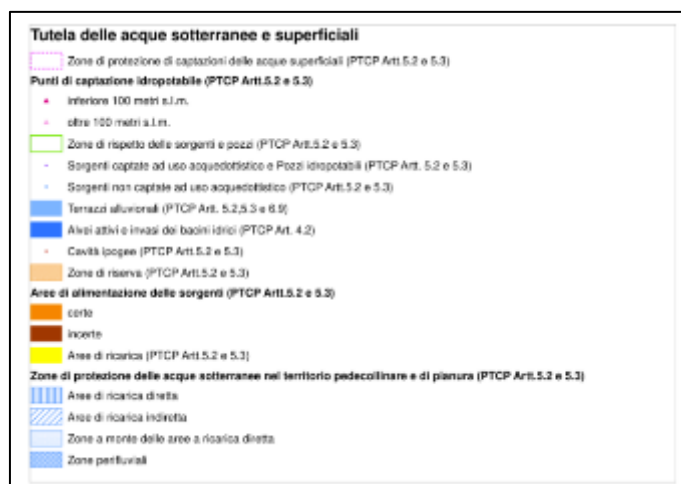 Tutela delle acque sotterranee e superficiali
Zone di protezione di captazioni delle acque superficiali (PTCP Artt.5.2 e 5.3)
Punti di captazione idropotabile (PTCP Artt.5.2 e 5.3)
inferiore 100 metri s.l.m.
oltre 100 metri s.l.m.
Zone di rispetto delle sorgenti e pozzi (PTCP Artt.5.2 e 5.3)
Sorgenti captate ad uso acquedottistico e Pozzi idropotabili (PTCP Artt. 5.2 e 5.3)
Sorgenti non captate ad uso acquedottistico (PTCP Artt.5.2 e 5.3)
Terrazzi alluvionali (PTCP Artt. 5.2,5.3 e 6.9)
Alvei attivi e invasi dei bacini idrici (PTCP Art. 4.2)
Cavità ipogee (PTCP Artt.5.2 e 5.3)
Zone di riserva (PTCP Artt.5.2 e 5.3)
Aree di alimentazione delle sorgenti (PTCP Artt.5.2 e 5.3)
certe
incerte
Aree di ricarica (PTCP Artt.5.2 e 5.3)
Zone di protezione delle acque sotterranee nel territorio pedecollinare e di pianura (PTCP Artt.5.2 e 5.3)
Aree di ricarica diretta
Aree di ricarica indiretta
Zone a monte delle aree a ricarica diretta
Zone perifluviali